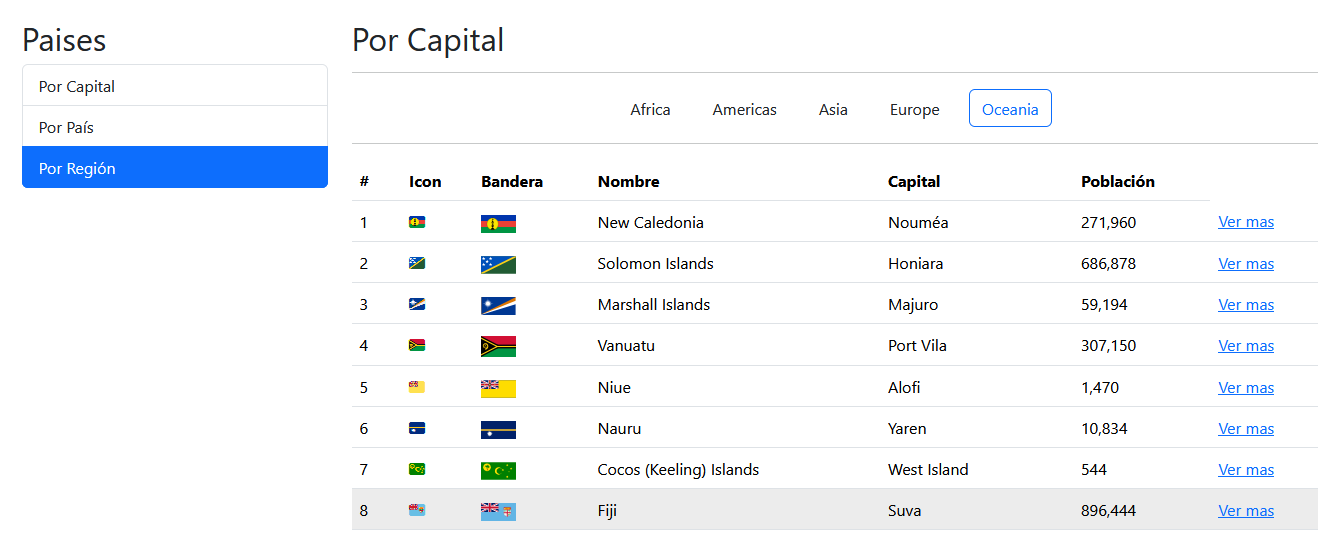 Paises
Por Capital
Por País
Por Región
Por Capital
Africa Americas Asia Europe Oceania
# Icon Bandera Nombre Capital Población
1 New Caledonia Nouméa 271,960 Ver mas
2 Solomon Islands Honiara 686,878 Ver mas
3 Marshall Islands Majuro 59,194 Ver mas
4 Vanuatu Port Vila 307,150 Ver mas
5 Niue Alofi 1,470 Ver mas
6 Nauru Yaren 10,834 Ver mas
7 Cocos (Keeling) Islands West Island 544 Ver mas
8 Fiji Suva 896,444 Ver mas